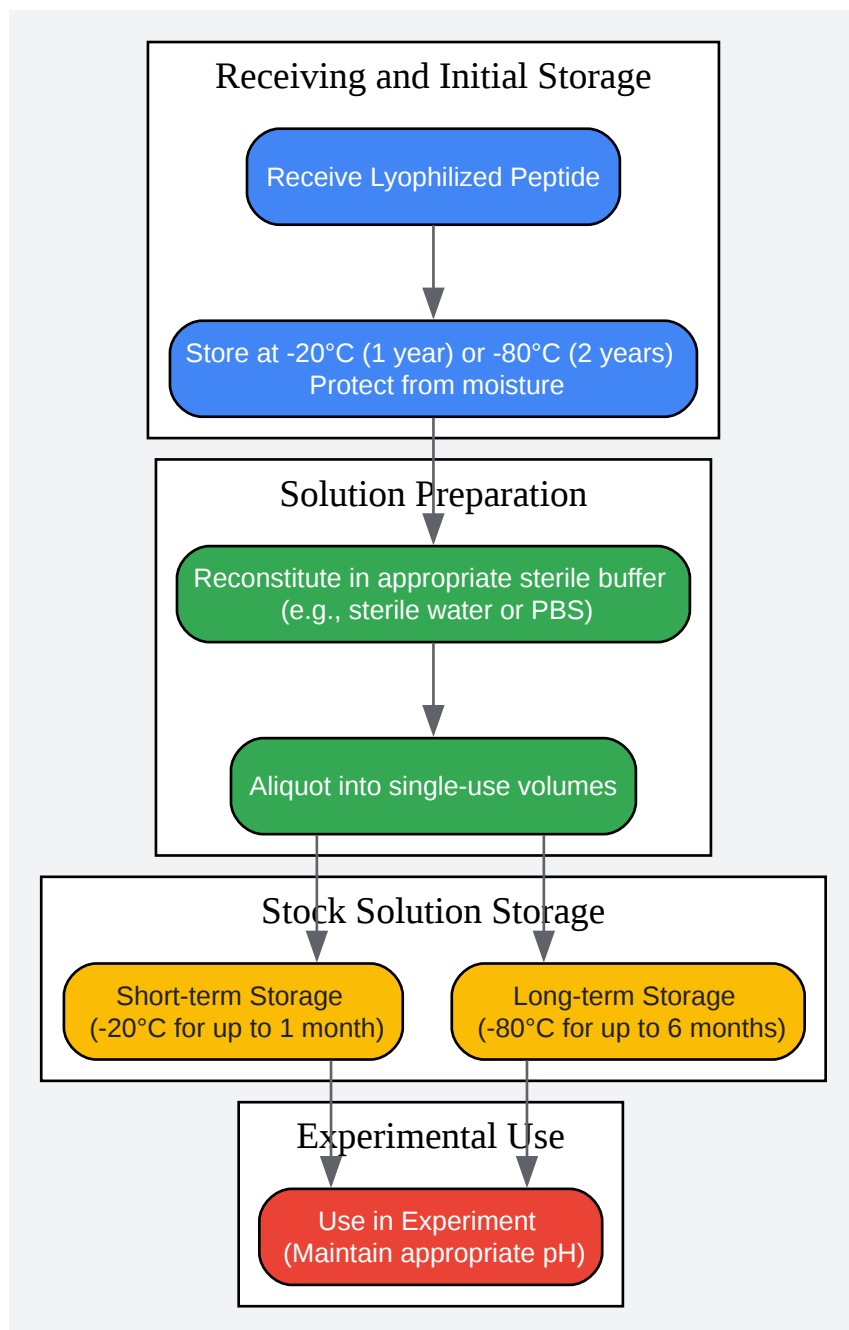 Receiving and Initial Storage
Receive Lyophilized Peptide
Store at -20°C (1 year) or -80°C (2 years)
Protect from moisture
Solution Preparation
Reconstitute in appropriate sterile buffer
(e.g., sterile water or PBS)
Aliquot into single-use volumes
Stock Solution Storage
Short-term Storage
(-20°C for up to 1 month)
Long-term Storage
(-80°C for up to 6 months)
Experimental Use
Use in Experiment
(Maintain appropriate pH)